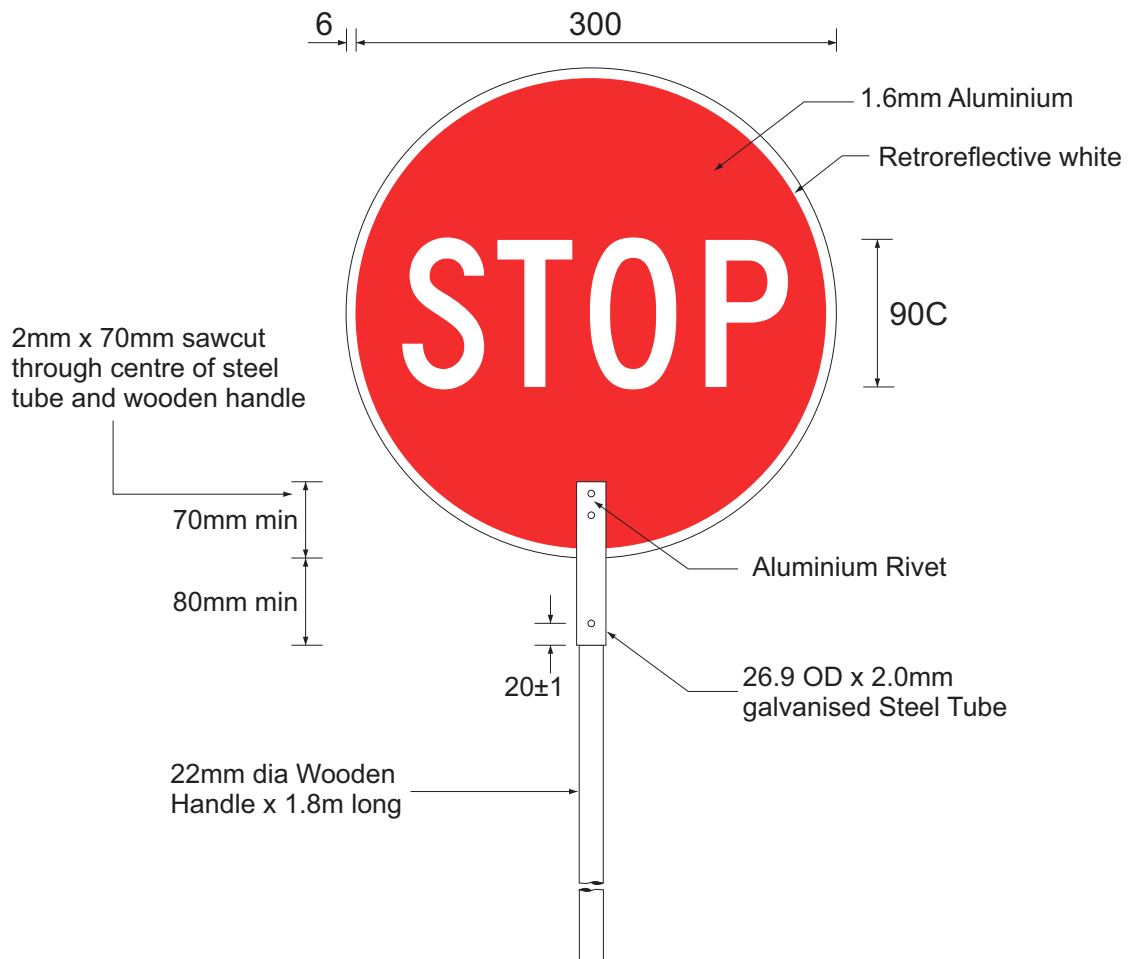 6
300
1.6mm Aluminium
Retroreflective white
STOP
90C
2mm x 70mm sawcut
through centre of steel
tube and wooden handle
70mm min
Aluminium Rivet
80mm min
20±1
26.9 OD x 2.0mm
galvanised Steel Tube
22mm dia Wooden
Handle x 1.8m long